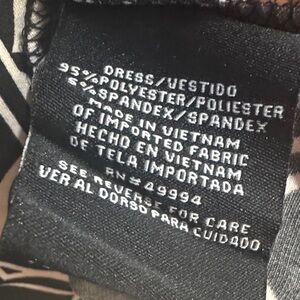 DRESS/VESTIDO
95%POLYESTER/POLIESTER
5%SPANDEX/SPANDEX
MADE IN VIETNAM
OF IMPORTED FABRIC
HECHO EN VIETNAM
DE TELA IMPORTADA
RN#49994
SEE REVERSE FOR CARE
VER AL DORSO PARA CUIDADO.